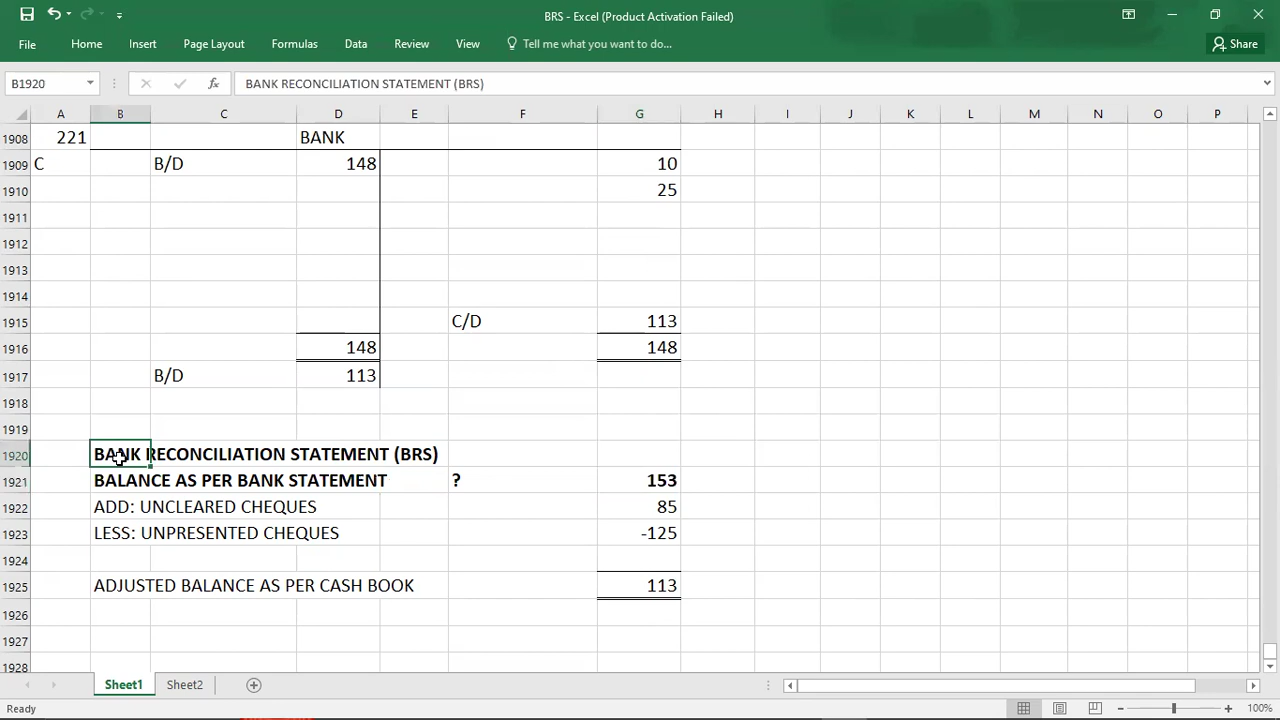 BRS - Excel (Product Activation Failed)
File Home Insert Page Layout Formulas Data Review View Tell me what you want to do... Share
B1920 fx BANK RECONCILIATION STATEMENT (BRS)
A B C D E F G H I J K L M N O P
1908 221 BANK
1909 C B/D 148 10
1910 25
1911
1912
1913
1914
1915 C/D 113
1916 148 148
1917 B/D 113
1918
1919
1920 BANK RECONCILIATION STATEMENT (BRS)
1921 BALANCE AS PER BANK STATEMENT ? 153
1922 ADD: UNCLEARED CHEQUES 85
1923 LESS: UNPRESENTED CHEQUES -125
1924
1925 ADJUSTED BALANCE AS PER CASH BOOK 113
1926
1927
1928
Sheet1 Sheet2
Ready 100%